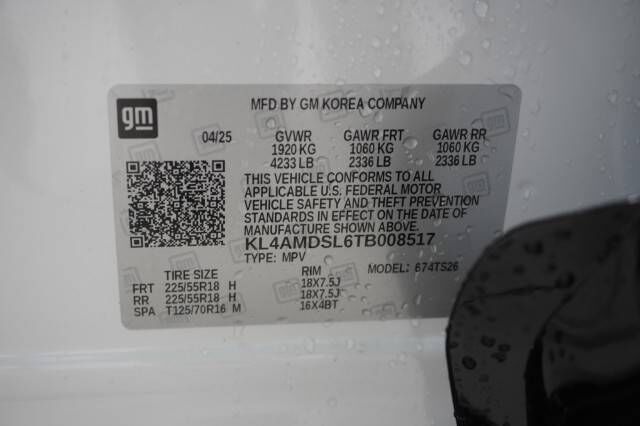 MFD BY GM KOREA COMPANY
gm
04/25 GVWR GAWR FRT GAWR RR
1920 KG 1060 KG 1060 KG
4233 LB 2336 LB 2336 LB
THIS VEHICLE CONFORMS TO ALL
APPLICABLE U.S. FEDERAL MOTOR
VEHICLE SAFETY AND THEFT PREVENTION
STANDARDS IN EFFECT ON THE DATE OF
MANUFACTURE SHOWN ABOVE.
KL4AMDSL6TB008517
TYPE: MPV
MODEL: 674TS26
TIRE SIZE RIM
FRT 225/55R18 H 18X7.5J
RR 225/55R18 H 18X7.5J
SPA T125/70R16 M 16X4BT